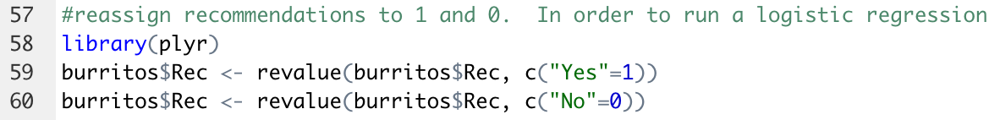 57 #reassign recommendations to 1 and 0.  In order to run a logistic regression
58 library(plyr)
59 burritos$Rec <- revalue(burritos$Rec, c("Yes"=1))
60 burritos$Rec <- revalue(burritos$Rec, c("No"=0))